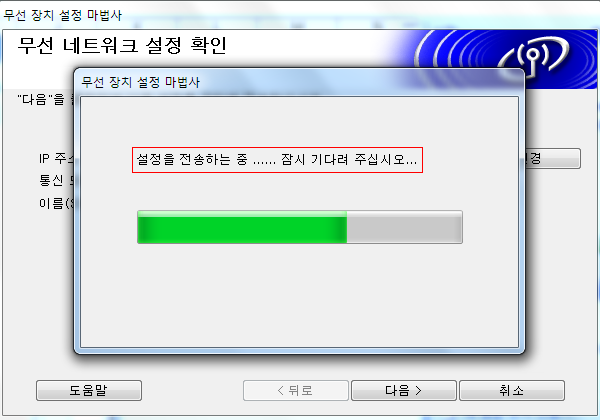 무선 장치 설정 마법사
무선 네트워크 설정 확인
무선 장치 설정 마법사
"다음"을
설정을 전송하는 중 ...... 잠시 기다려 주십시오...
IP
통신
이름(S
도움말
< 뒤로
다음 >
취소